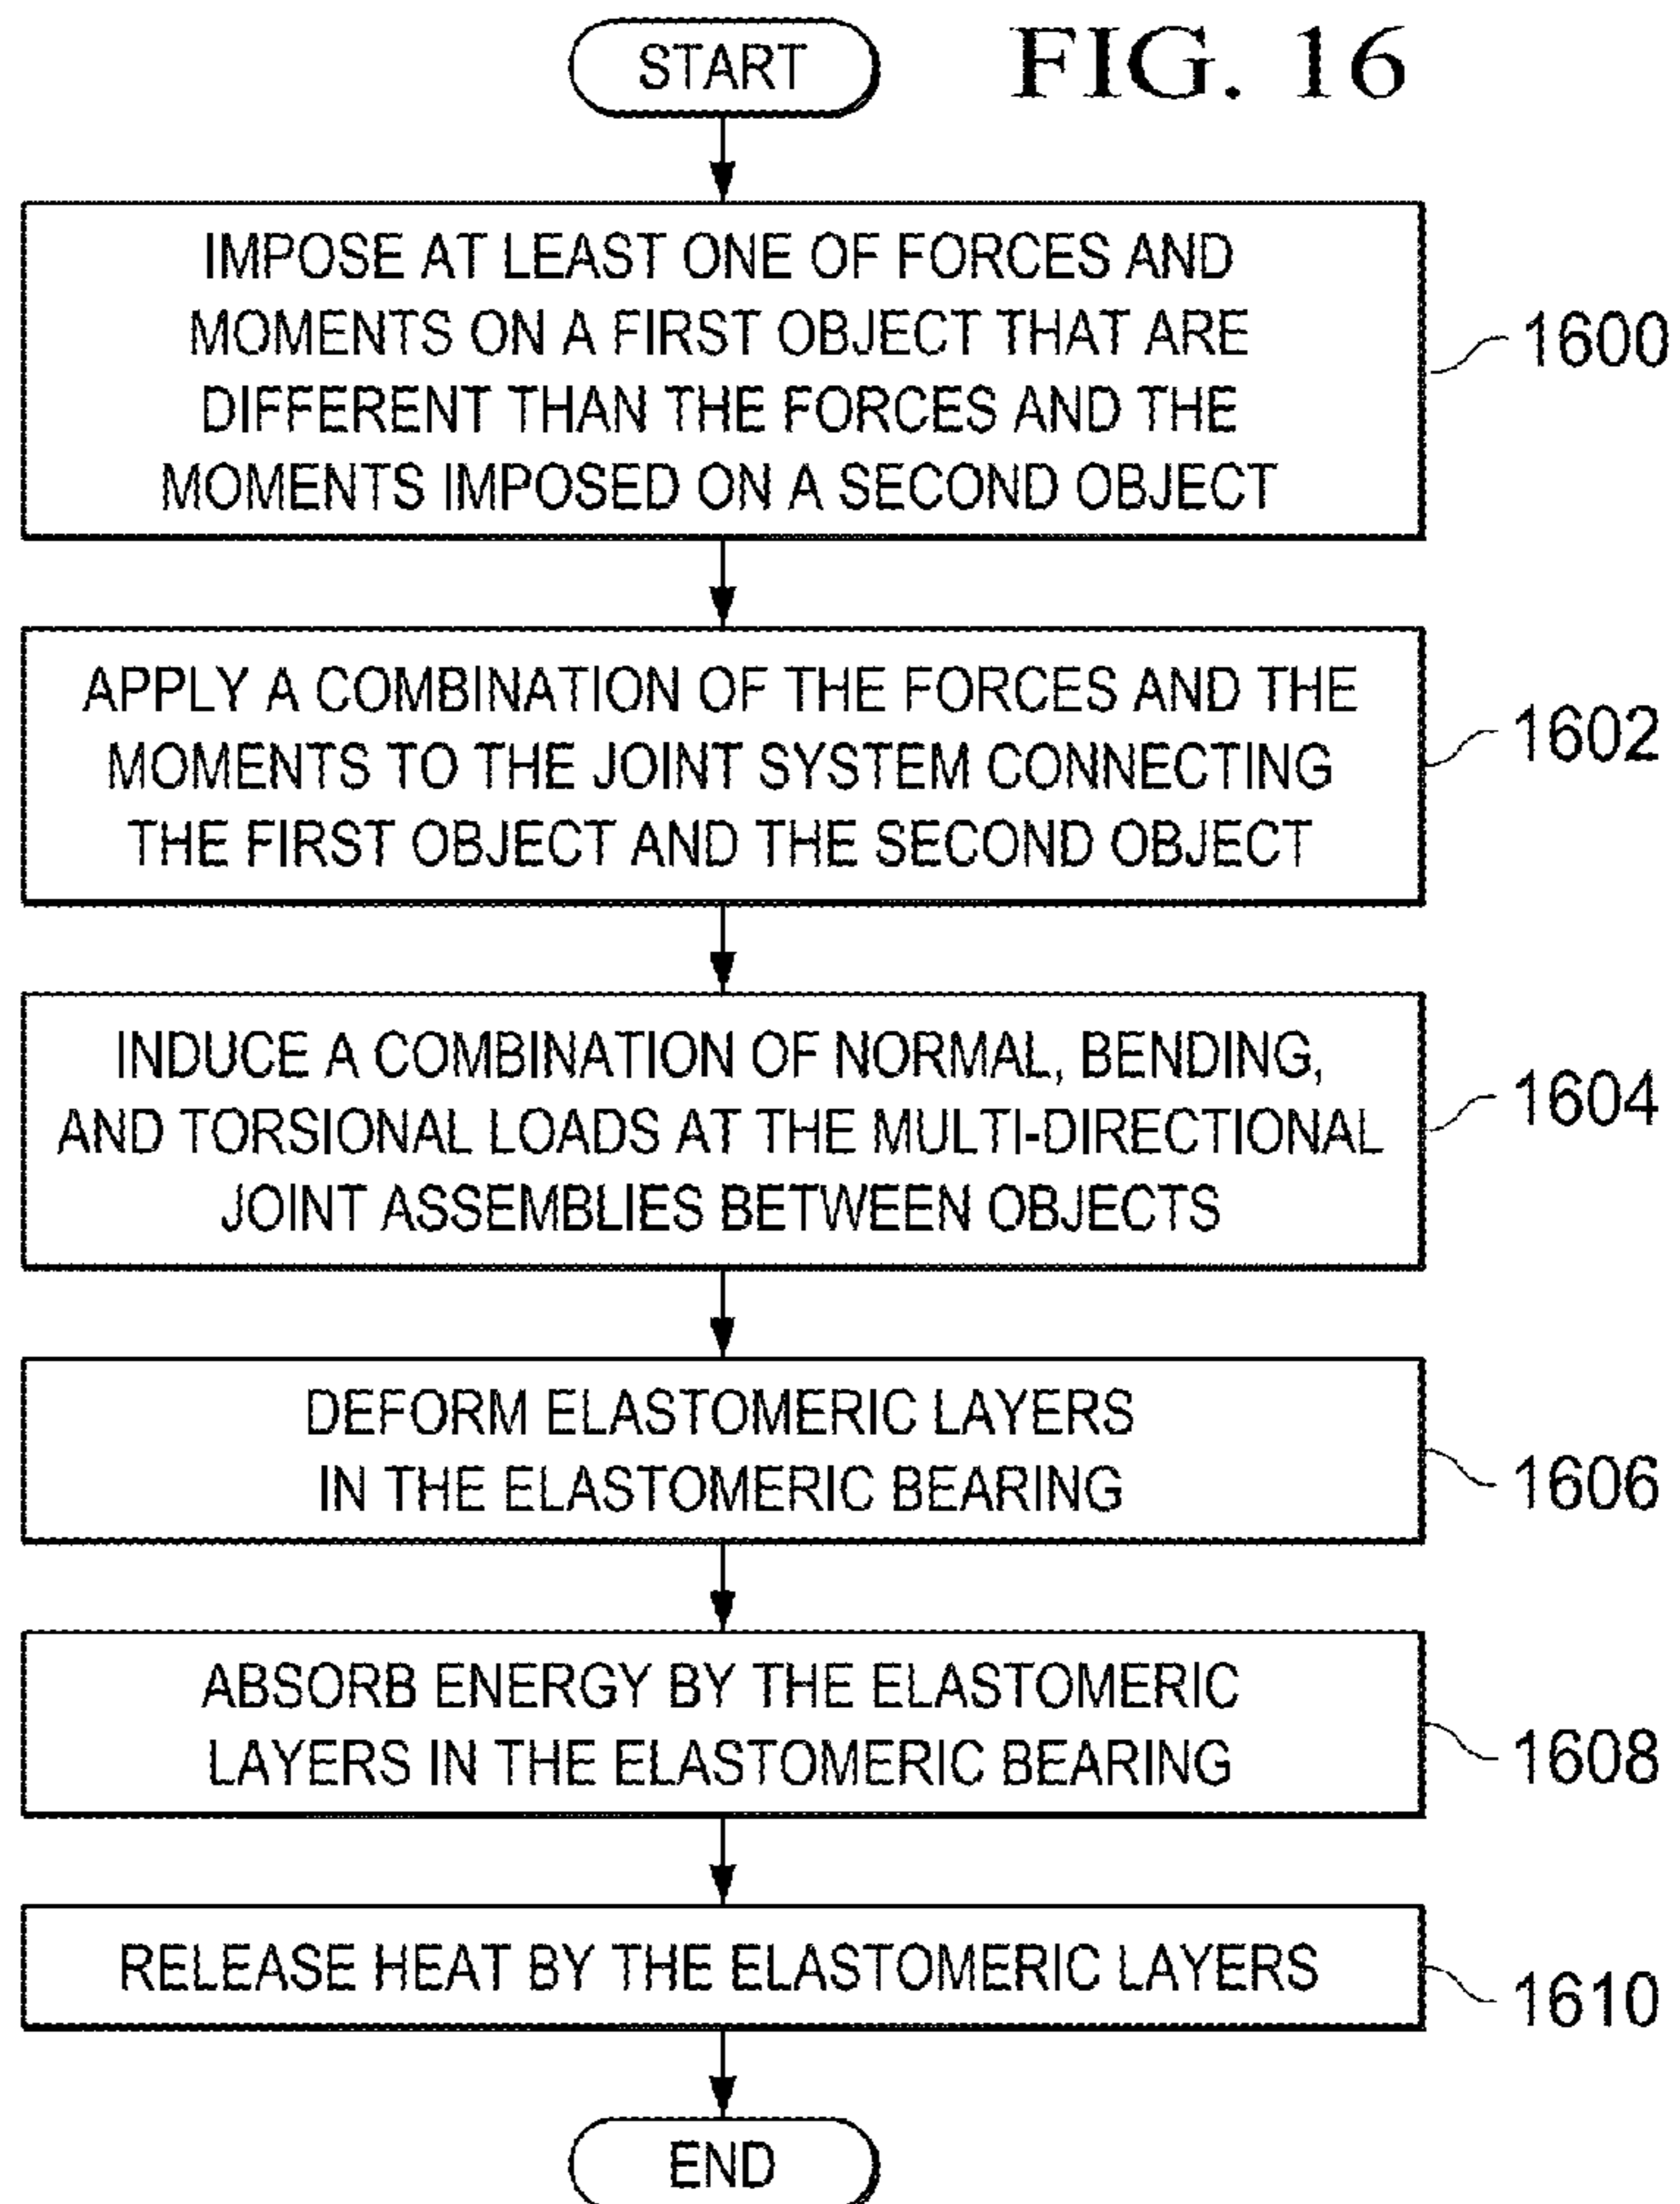 START
FIG. 16
IMPOSE AT LEAST ONE OF FORCES AND
MOMENTS ON A FIRST OBJECT THAT ARE
DIFFERENT THAN THE FORCES AND THE
MOMENTS IMPOSED ON A SECOND OBJECT
1600
APPLY A COMBINATION OF THE FORCES AND THE
MOMENTS TO THE JOINT SYSTEM CONNECTING
THE FIRST OBJECT AND THE SECOND OBJECT
1602
INDUCE A COMBINATION OF NORMAL, BENDING,
AND TORSIONAL LOADS AT THE MULTI-DIRECTIONAL
JOINT ASSEMBLIES BETWEEN OBJECTS
1604
DEFORM ELASTOMERIC LAYERS
IN THE ELASTOMERIC BEARING
1606
ABSORB ENERGY BY THE ELASTOMERIC
LAYERS IN THE ELASTOMERIC BEARING
1608
RELEASE HEAT BY THE ELASTOMERIC LAYERS
1610
END